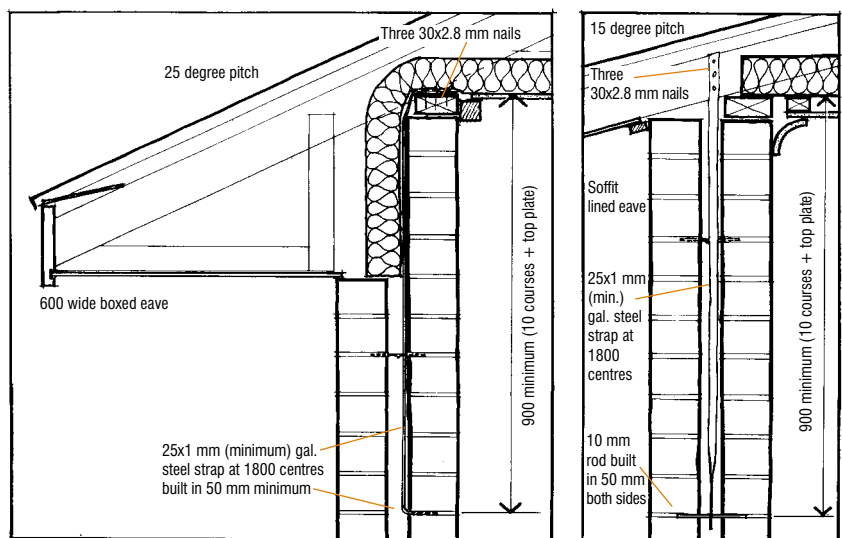 Three 30x2.8 mm nails
25 degree pitch
900 minimum (10 courses + top plate)
600 wide boxed eave
25x1 mm (minimum) gal.
steel strap at 1800 centres
built in 50 mm minimum
15 degree pitch
Three
30x2.8 mm nails
Soffit
lined eave
25x1 mm
(min.)
gal. steel
strap at
1800
centres
900 minimum (10 courses + top plate)
10 mm
rod built
in 50 mm
both sides